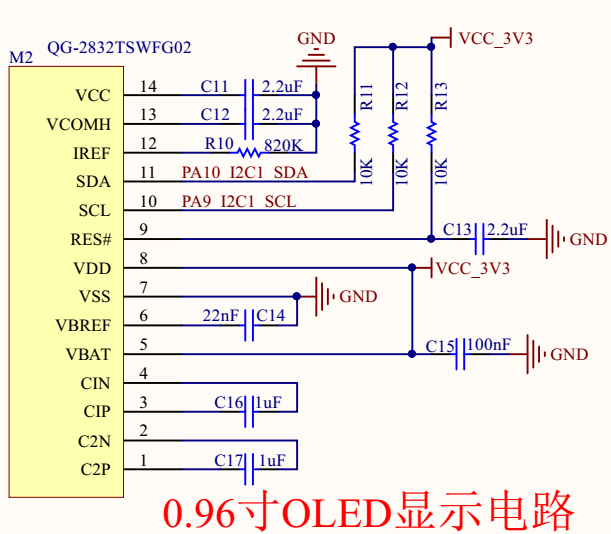 M2
QG-2832TSWFG02
GND
VCC_3V3
VCC 14 C11 2.2uF
VCOMH 13 C12 2.2uF
IREF 12 R10 820K
R11 R12 R13
10K 10K 10K
SDA 11 PA10 I2C1 SDA
SCL 10 PA9 I2C1 SCL
RES# 9 C13 2.2uF GND
VDD 8 VCC_3V3
VSS 7 GND
VBREF 6 22nF C14
VBAT 5 C15 100nF GND
CIN 4
CIP 3 C16 1uF
C2N 2
C2P 1 C17 1uF
0.96寸OLED显示电路